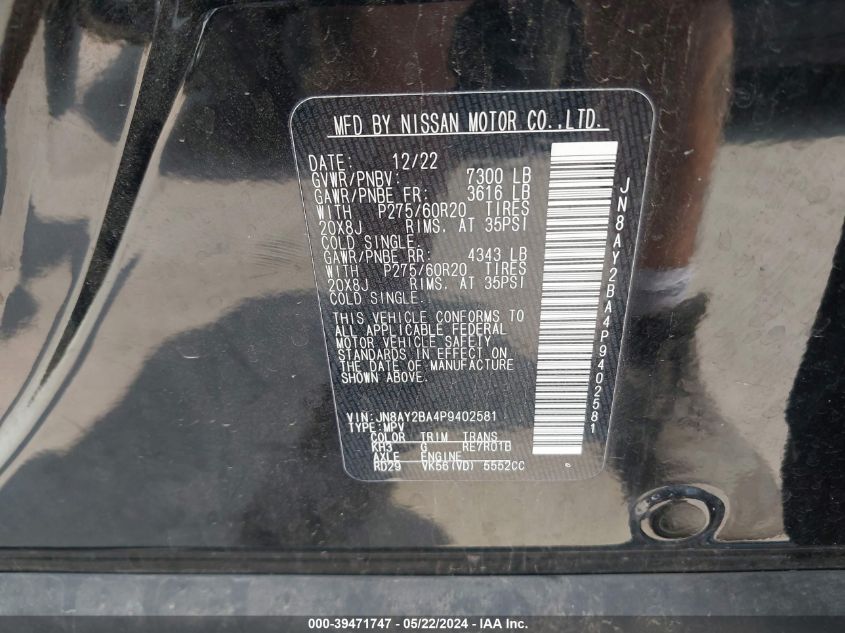 MFD BY NISSAN MOTOR CO.,LTD.
DATE: 12/22
GVWR/PNBV: 7300 LB
GAWR/PNBE FR: 3616 LB
WITH P275/60R20 TIRES
20X8J RIMS. AT 35PSI
COLD SINGLE.
GAWR/PNBE RR: 4343 LB
WITH P275/60R20 TIRES
20X8J RIMS. AT 35PSI
COLD SINGLE.
THIS VEHICLE CONFORMS TO
ALL APPLICABLE FEDERAL
MOTOR VEHICLE SAFETY
STANDARDS IN EFFECT ON
THE DATE OF MANUFACTURE
SHOWN ABOVE.
VIN: JN8AY2BA4P9402581
TYPE: MPV
COLOR TRIM TRANS
KH3 G RE7R01B
AXLE ENGINE
RD29 VK56(VD) 5552CC
JN8AY2BA4P9402581
000-39471747 - 05/22/2024 - IAA Inc.